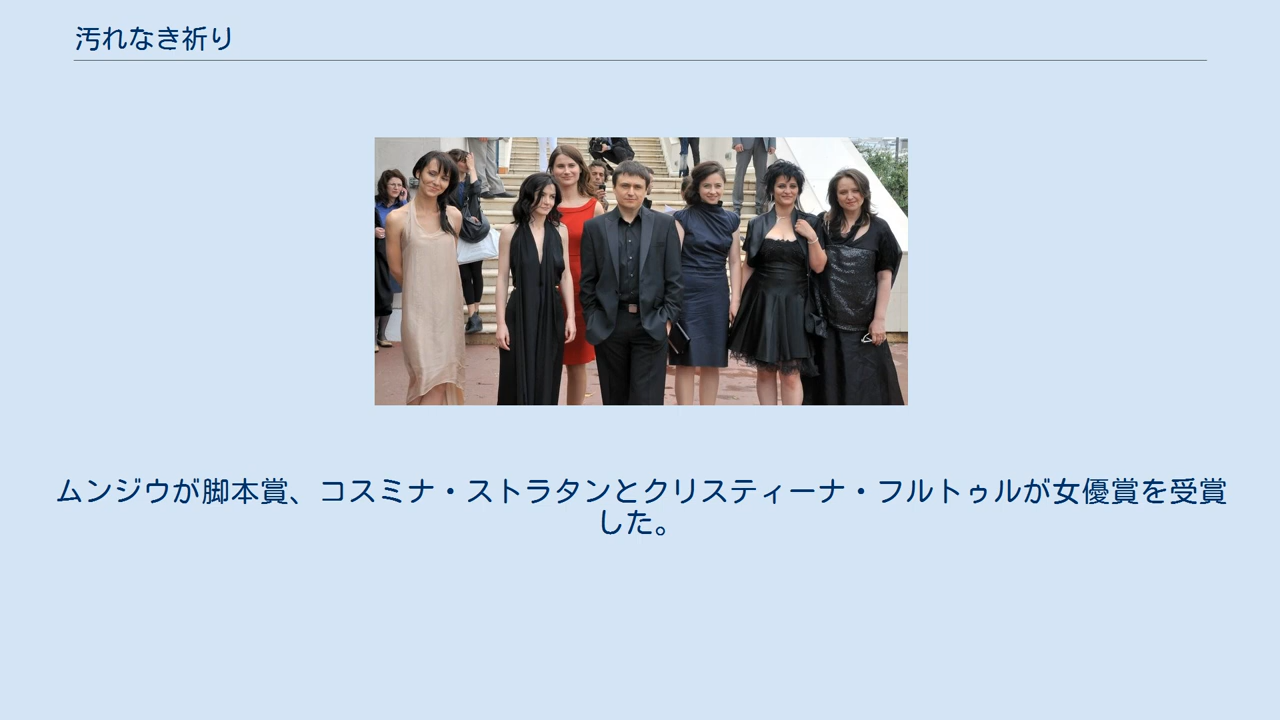 汚れなき祈り
ムンジウが脚本賞、コスミナ・ストラタンとクリスティーナ・フルトゥルが女優賞を受賞
した。